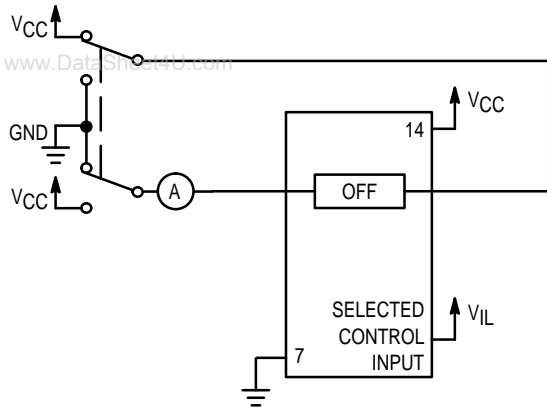 VCC
www.DataSheet4U.com
GND
VCC
A
OFF
14
VCC
SELECTED
CONTROL
INPUT
VIL
7